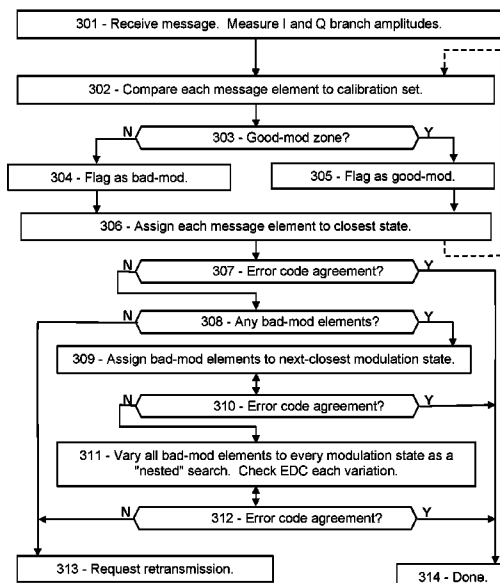 301 - Receive message.  Measure I and Q branch amplitudes.
302 - Compare each message element to calibration set.
N
303 - Good-mod zone?
Y
304 - Flag as bad-mod.
305 - Flag as good-mod.
306 - Assign each message element to closest state.
N
307 - Error code agreement?
Y
N
308 - Any bad-mod elements?
Y
309 - Assign bad-mod elements to next-closest modulation state.
N
310 - Error code agreement?
Y
311 - Vary all bad-mod elements to every modulation state as a
"nested" search.  Check EDC each variation.
N
312 - Error code agreement?
Y
313 - Request retransmission.
314 - Done.